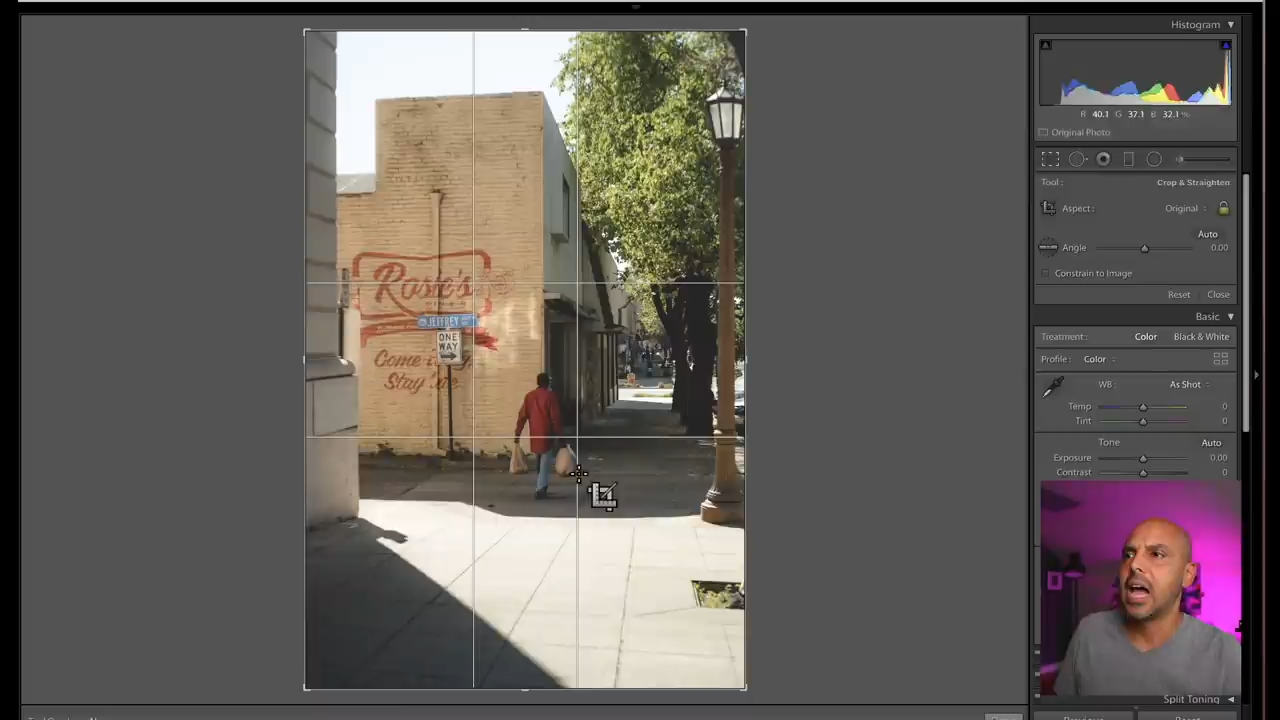 Histogram
R 40.1 G 37.1 B 32.1 %
Original Photo
Tool : Crop & Straighten
Aspect : Original
Auto
Angle 0.00
Constrain to Image
Reset Close
Basic
Treatment : Color Black & White
Profile : Color
WB : As Shot
Temp 0
Tint 0
Tone Auto
Exposure 0.00
Contrast 0
Split Toning
Rosie's
JEFFREY
ONE
WAY
Come
Stay